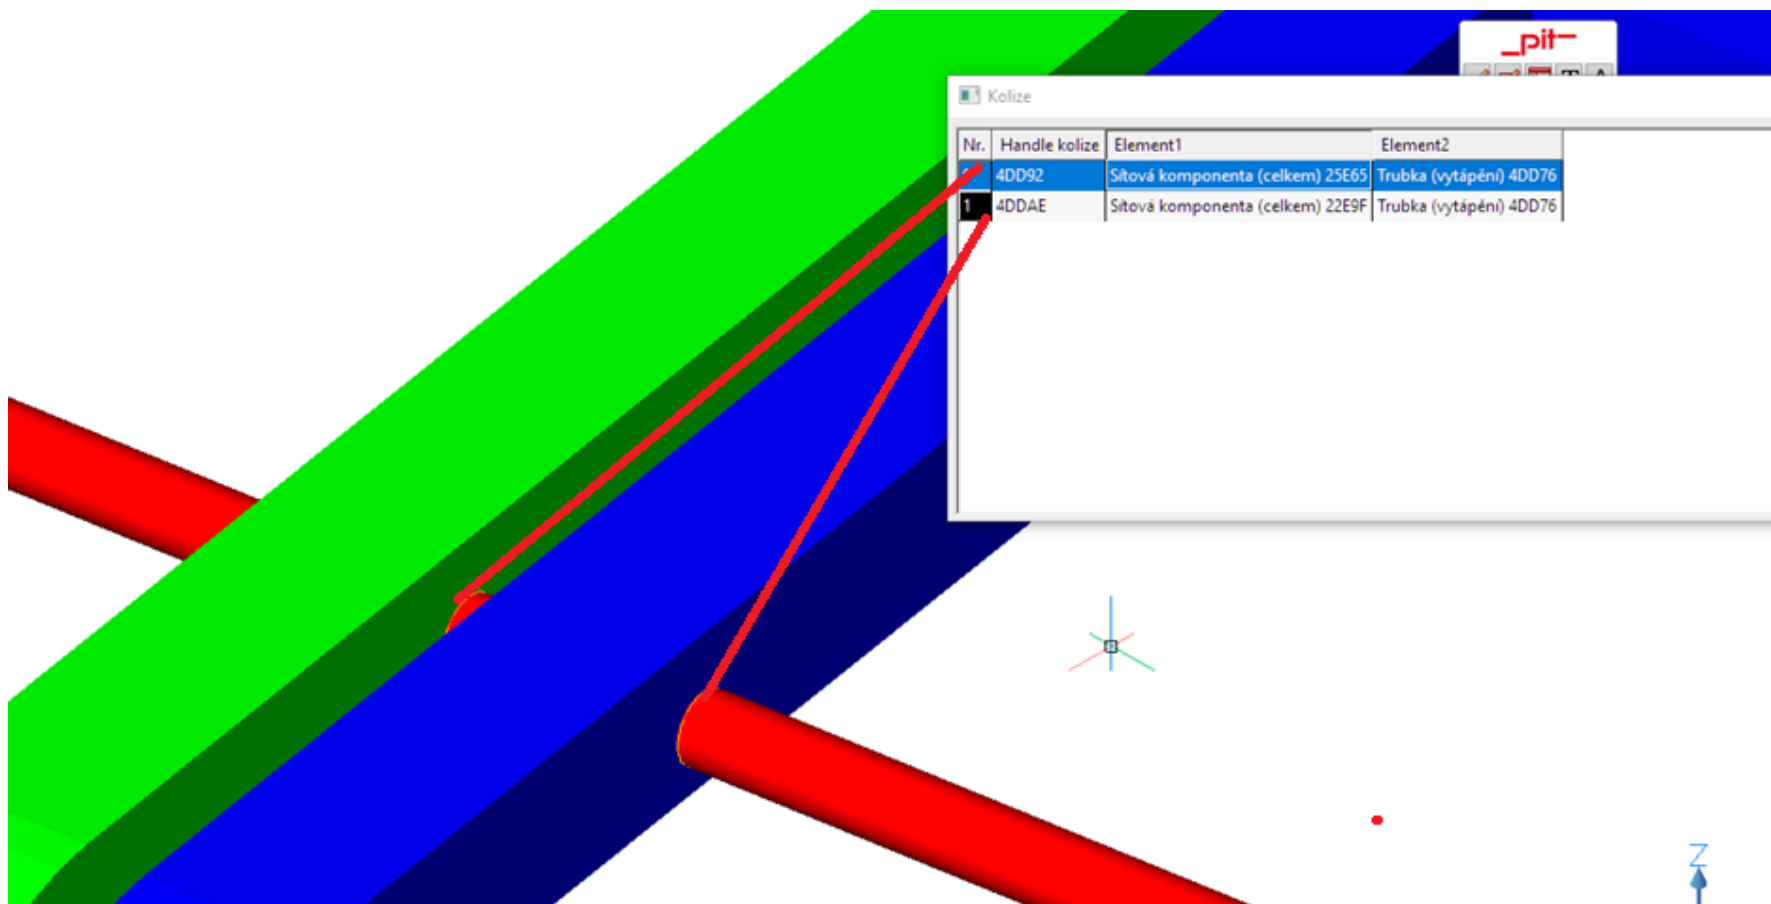 _pit–
Kolize
Nr. Handle kolize Element1 Element2
4DD92 Sítová komponenta (celkem) 25E65 Trubka (vytápění) 4DD76
1 4DDAE Sítová komponenta (celkem) 22E9F Trubka (vytápění) 4DD76
Z